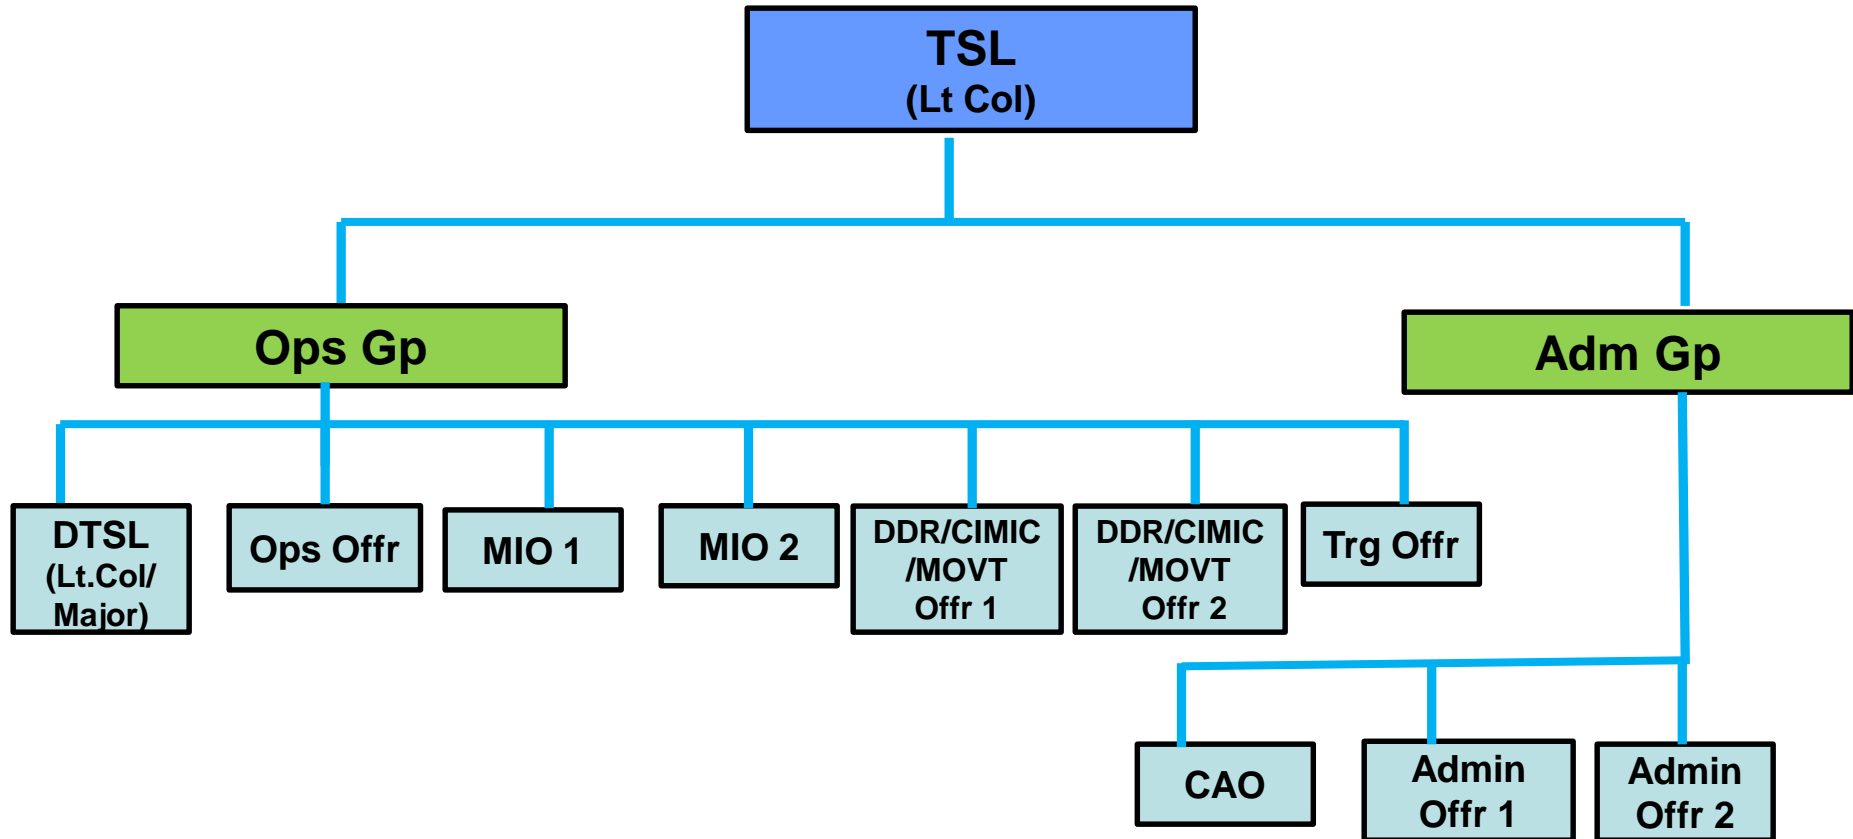 TSL
(Lt Col)
Ops Gp
Adm Gp
DTSL
(Lt.Col/
Major)
Ops Offr
MIO 1
MIO 2
DDR/CIMIC
/MOVT
Offr 1
DDR/CIMIC
/MOVT
Offr 2
Trg Offr
CAO
Admin
Offr 1
Admin
Offr 2